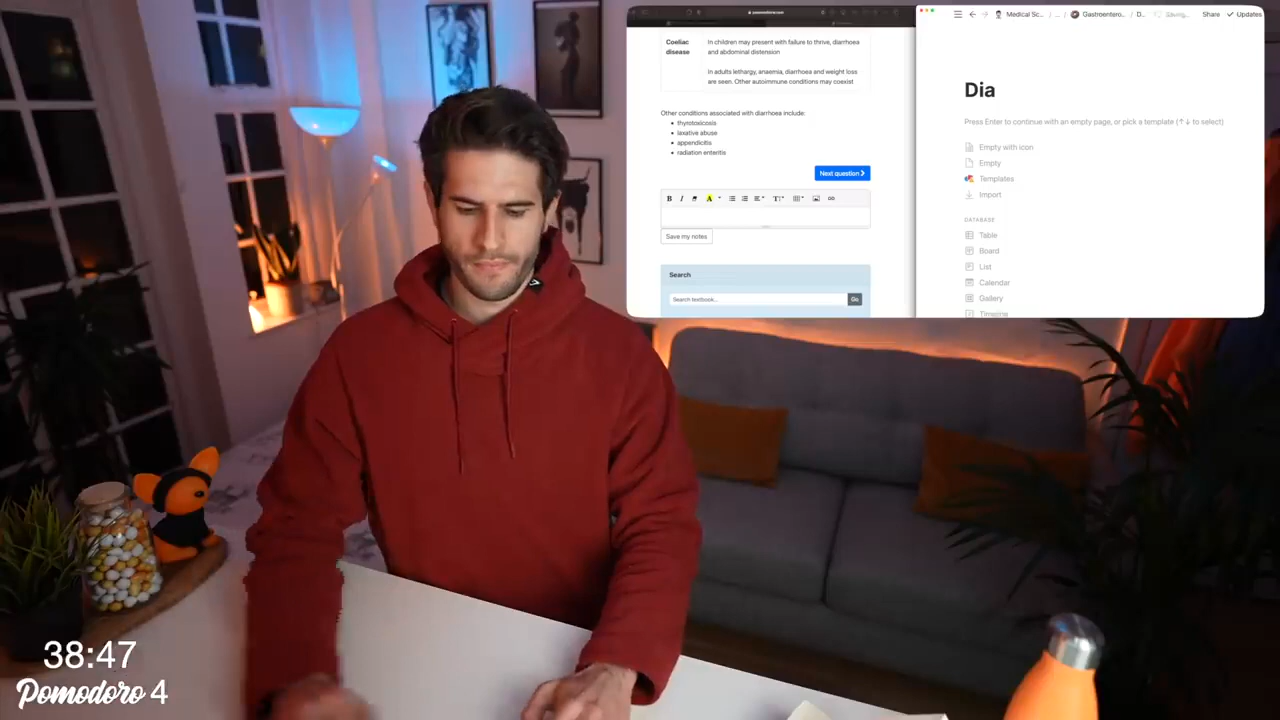 passmedicine.com
Coeliac disease
In children may present with failure to thrive, diarrhoea
and abdominal distension
In adults lethargy, anaemia, diarrhoea and weight loss
are seen. Other autoimmune conditions may coexist
Other conditions associated with diarrhoea include:
thyrotoxicosis
laxative abuse
appendicitis
radiation enteritis
Next question
Save my notes
Search
Search textbook...
Go
Medical Sc... / ... / Gastroentero... / D... Saving... Share Updates
Dia
Press Enter to continue with an empty page, or pick a template (↑↓ to select)
Empty with icon
Empty
Templates
Import
DATABASE
Table
Board
List
Calendar
Gallery
Timeline
38:47
Pomodoro 4